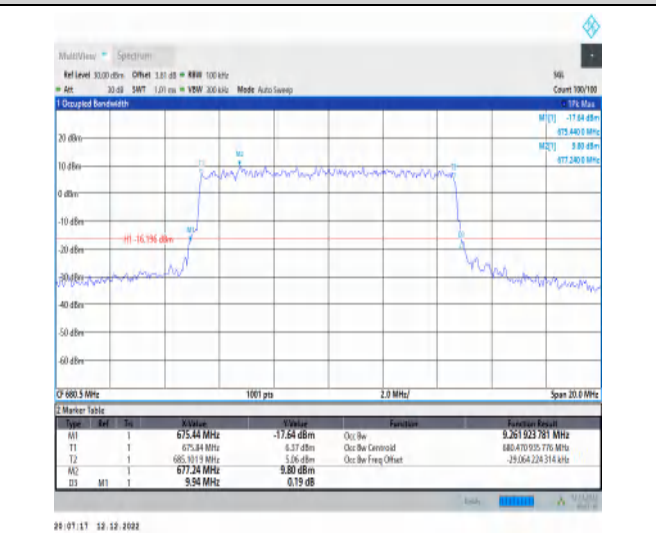 MultiView Spectrum
Ref Level 30.00 dBm Offset 3.81 dB RBW 100 kHz SGL
Att 30 dB SWT 1.01 ms VBW 300 kHz Mode Auto Sweep Count 100/100
1 Occupied Bandwidth 1Pk Max
M1[1] -17.64 dBm
675.4400 MHz
M2[1] 9.80 dBm
677.2400 MHz
20 dBm
10 dBm
0 dBm
-10 dBm
H1 -16.196 dBm
-20 dBm
-30 dBm
-40 dBm
-50 dBm
-60 dBm
T1
M2
T2
M1
CF 680.5 MHz 1001 pts 2.0 MHz/ Span 20.0 MHz
2 Marker Table
Type Ref Trc X-Value Y-Value Function Function Result
M1 1 675.44 MHz -17.64 dBm Occ Bw 9.261 923 781 MHz
T1 1 675.84 MHz 6.37 dBm Occ Bw Centroid 680.470 935 776 MHz
T2 1 685.1019 MHz 5.06 dBm Occ Bw Freq Offset -29.064 224 314 kHz
M2 1 677.24 MHz 9.80 dBm
D3 M1 1 9.94 MHz 0.19 dB
20:07:17 12.12.2022